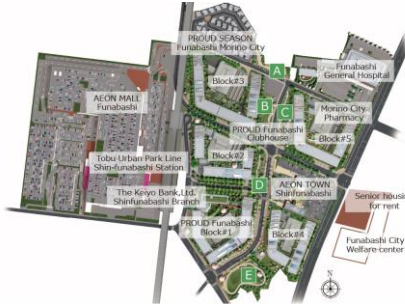 PROUD SEASON
Funabashi Morino City
A
Funabashi
General Hospital
Block#3
AEON MALL
Funabashi
B
C
Morino City
Pharmacy
PROUD Funabashi
Clubhouse
Block#5
Tobu Urban Park Line
Shin-funabashi Station
Block#2
The Keiyo Bank,Ltd.
Shinfunabashi Branch
D
AEON TOWN
Shinfunabashi
Senior housing
for rent
PROUD Funabashi
Block#1
Block#4
Funabashi City
Welfare center
E
N